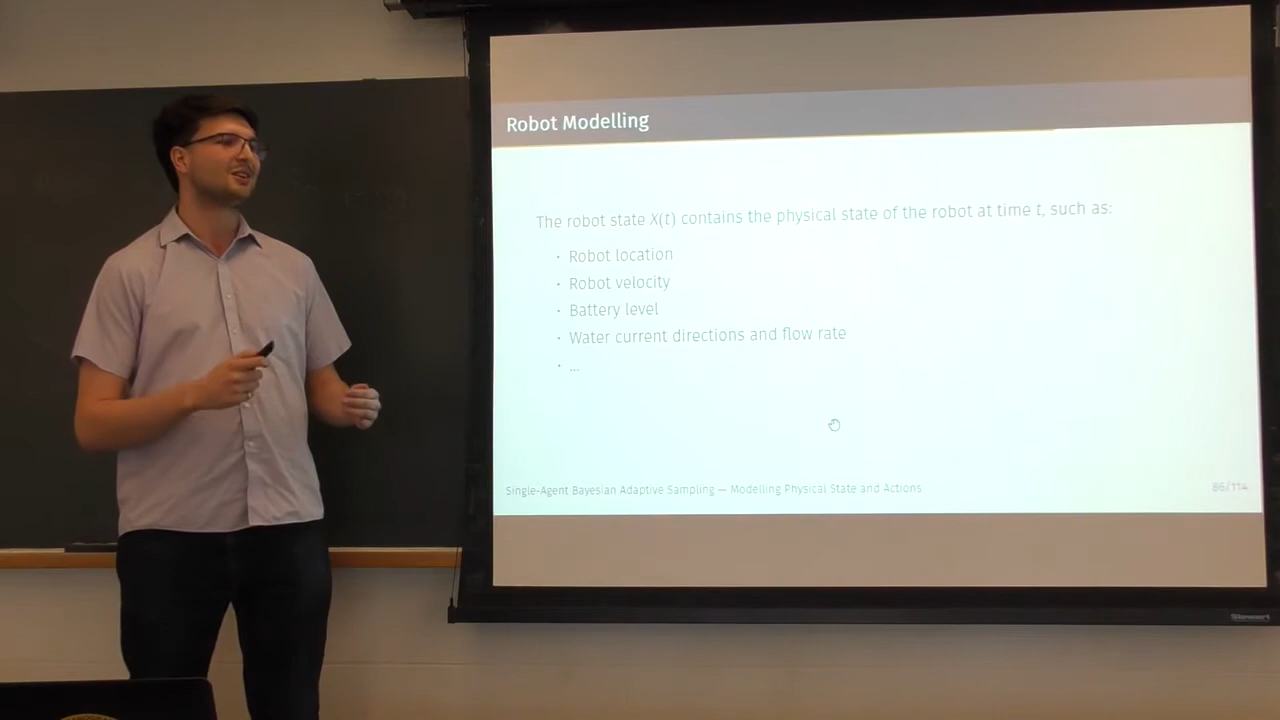 Robot Modelling
The robot state X(t) contains the physical state of the robot at time t, such as:
· Robot location
· Robot velocity
· Battery level
· Water current directions and flow rate
· ...
Single-Agent Bayesian Adaptive Sampling — Modelling Physical State and Actions
86/114